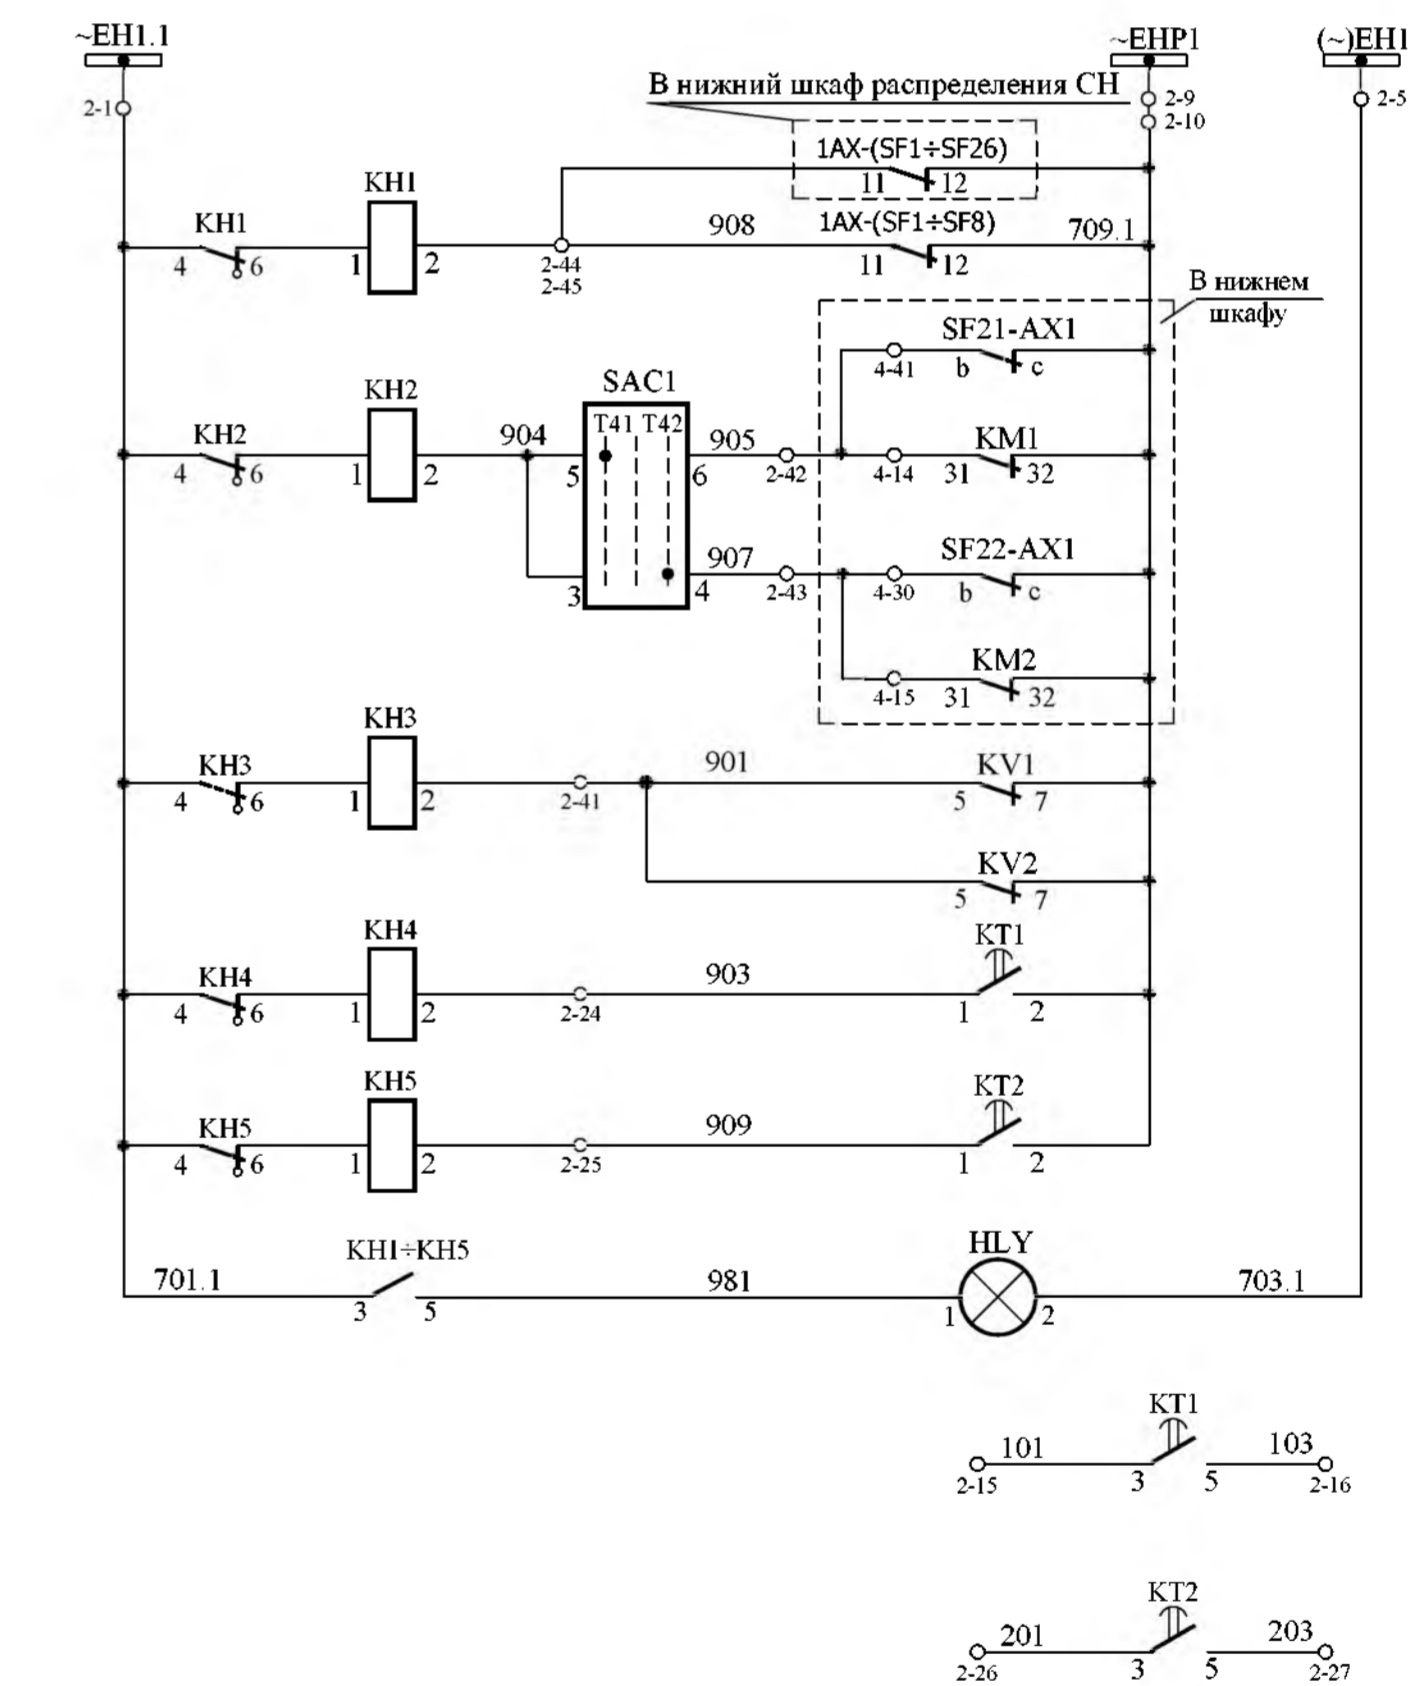 ~EH1.1
~EHP1
(~)EH1
В нижний шкаф распределения СН
2-1
2-9
2-5
2-10
1AX-(SF1÷SF26)
11 12
KH1
KH1
908
1AX-(SF1÷SF8)
709.1
4 6
1 2
2-44
2-45
11 12
В нижнем
шкафу
SF21-AX1
4-41
b c
SAC1
KH2
T41 T42
KH2
904
905
KM1
4 6
1 2
5 6
2-42
4-14
31 32
SF22-AX1
907
3 4
2-43
4-30
b c
KM2
4-15
31 32
KH3
KH3
901
KV1
4 6
1 2
2-41
5 7
KV2
5 7
KH4
KT1
KH4
903
4 6
1 2
2-24
1 2
KH5
KT2
KH5
909
4 6
1 2
2-25
1 2
KH1÷KH5
HLY
701.1
981
703.1
3 5
1 2
KT1
101
103
2-15
3 5
2-16
KT2
201
203
2-26
3 5
2-27